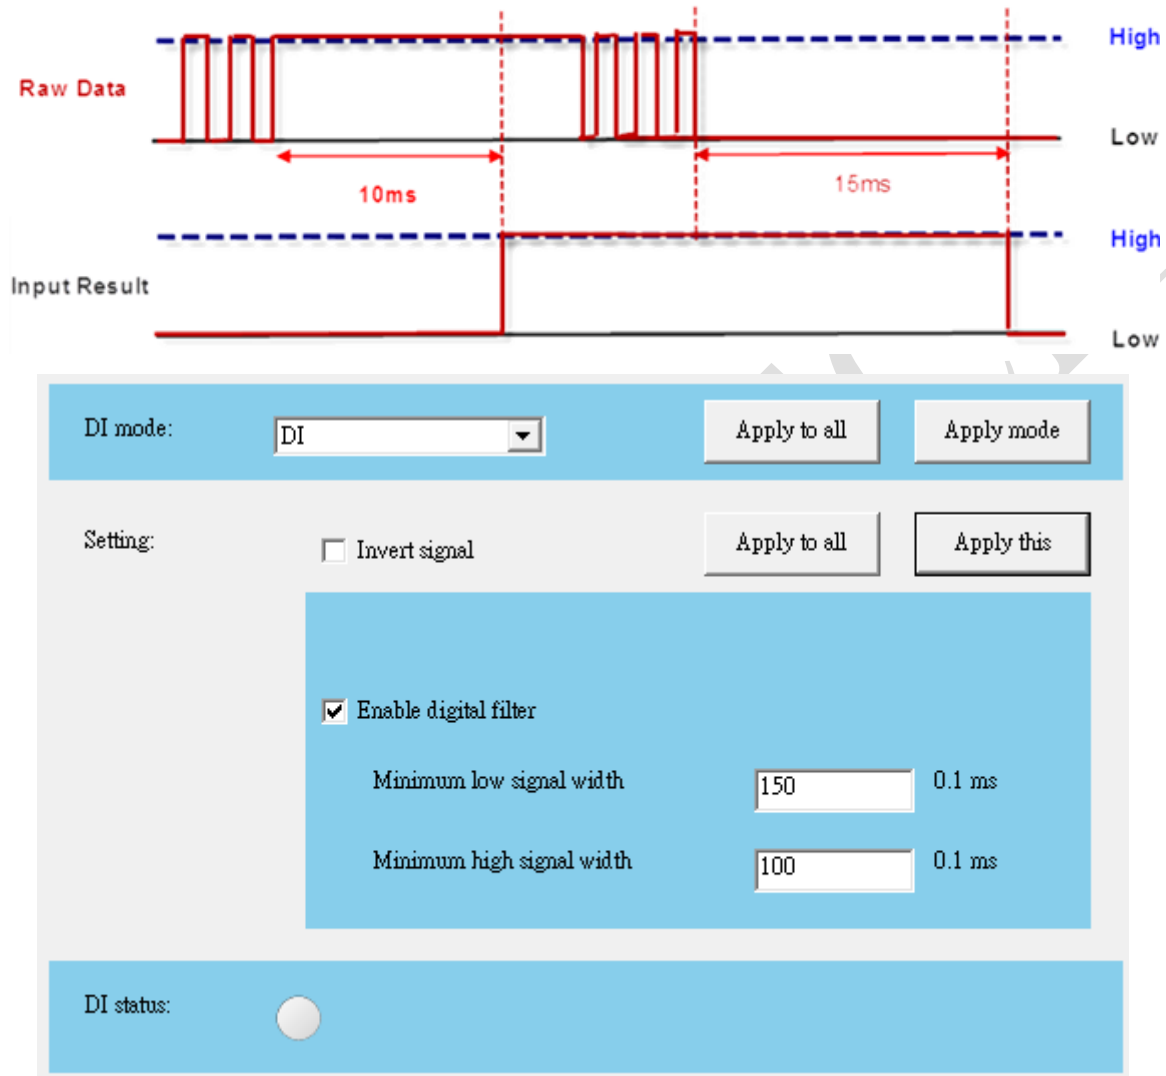 High
Raw Data
Low
10ms
15ms
High
Input Result
Low
DI mode:
DI
Apply to all
Apply mode
Setting:
Invert signal
Apply to all
Apply this
Enable digital filter
Minimum low signal width
150
0.1 ms
Minimum high signal width
100
0.1 ms
DI status: